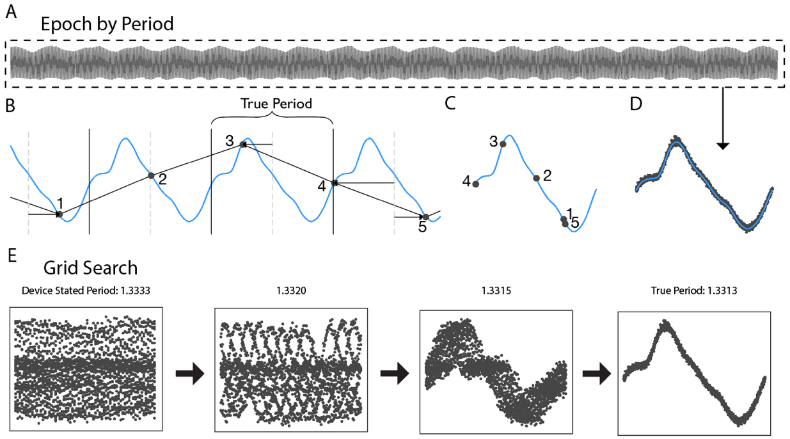 A
Epoch by Period
B
True Period
C
D
1
2
3
4
5
3
4
2
1
5
E
Grid Search
Device Stated Period: 1.3333
1.3320
1.3315
True Period: 1.3313